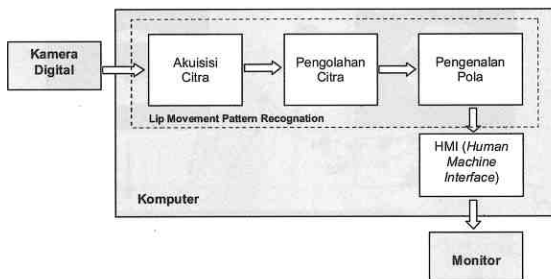 Kamera
Digital
Akuisisi
Citra
Pengolahan
Citra
Pengenalan
Pola
Lip Movement Pattern Recognation
HMI (Human
Machine
Interface)
Komputer
Monitor